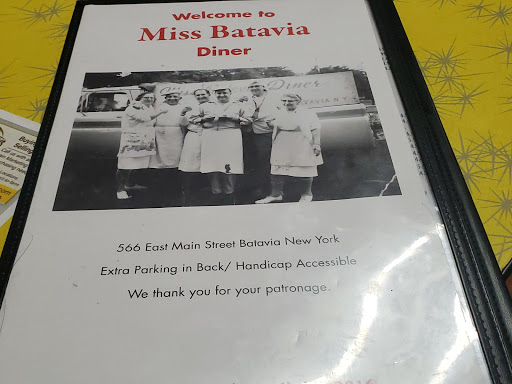 Welcome to
Miss Batavia
Diner
Diner
566 East Main Street Batavia New York
Extra Parking in Back/ Handicap Accessible
We thank you for your patronage.